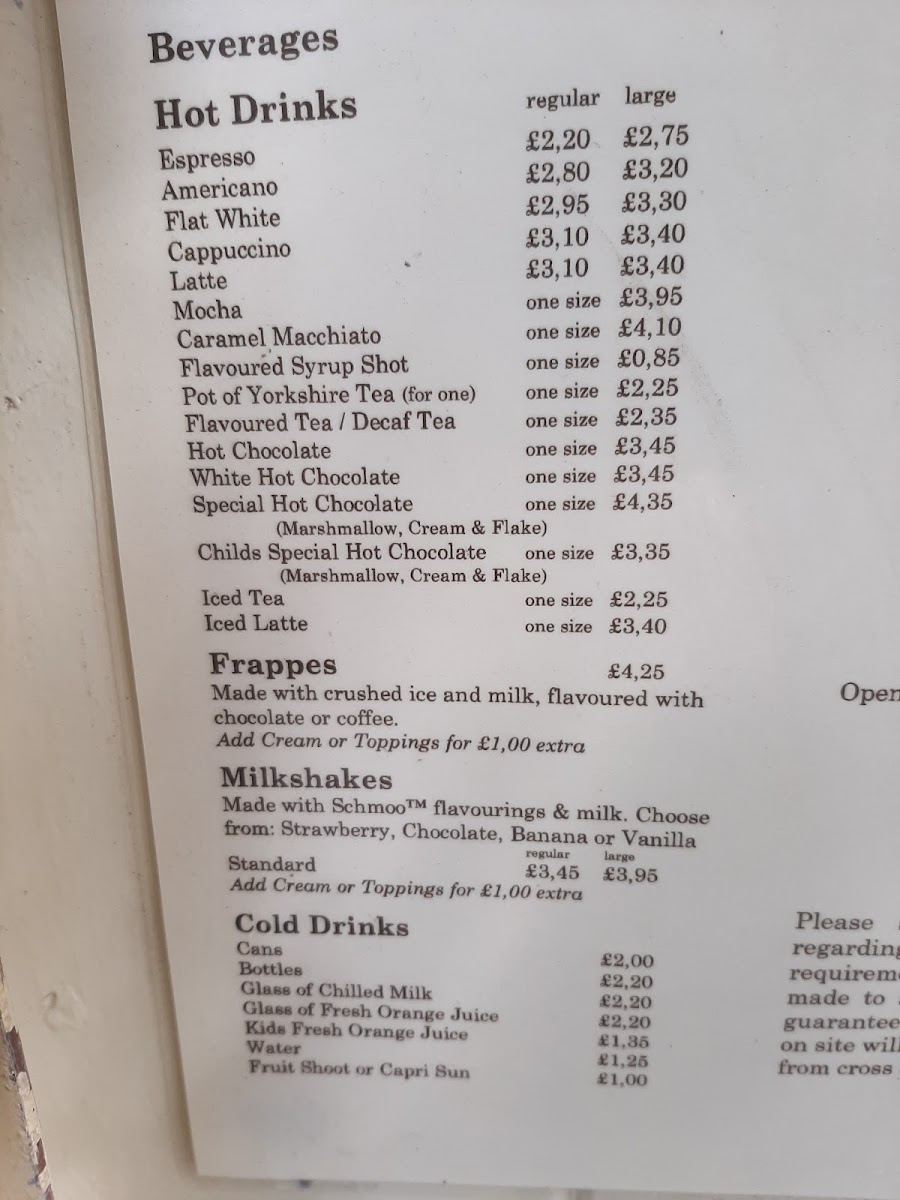 Beverages
Hot Drinks regular large
Espresso £2,20 £2,75
Americano £2,80 £3,20
Flat White £2,95 £3,30
Cappuccino £3,10 £3,40
Latte £3,10 £3,40
Mocha one size £3,95
Caramel Macchiato one size £4,10
Flavoured Syrup Shot one size £0,85
Pot of Yorkshire Tea (for one) one size £2,25
Flavoured Tea / Decaf Tea one size £2,35
Hot Chocolate one size £3,45
White Hot Chocolate one size £3,45
Special Hot Chocolate one size £4,35
(Marshmallow, Cream & Flake)
Childs Special Hot Chocolate one size £3,35
(Marshmallow, Cream & Flake)
Iced Tea one size £2,25
Iced Latte one size £3,40
Frappes £4,25
Made with crushed ice and milk, flavoured with
chocolate or coffee.
Add Cream or Toppings for £1,00 extra
Milkshakes
Made with Schmoo™ flavourings & milk. Choose
from: Strawberry, Chocolate, Banana or Vanilla
regular large
Standard £3,45 £3,95
Add Cream or Toppings for £1,00 extra
Cold Drinks
Cans £2,00
Bottles £2,20
Glass of Chilled Milk £2,20
Glass of Fresh Orange Juice £2,20
Kids Fresh Orange Juice £1,35
Water £1,25
Fruit Shoot or Capri Sun £1,00
Open
Please
regarding
requirem
made to
guarantee
on site will
from cross